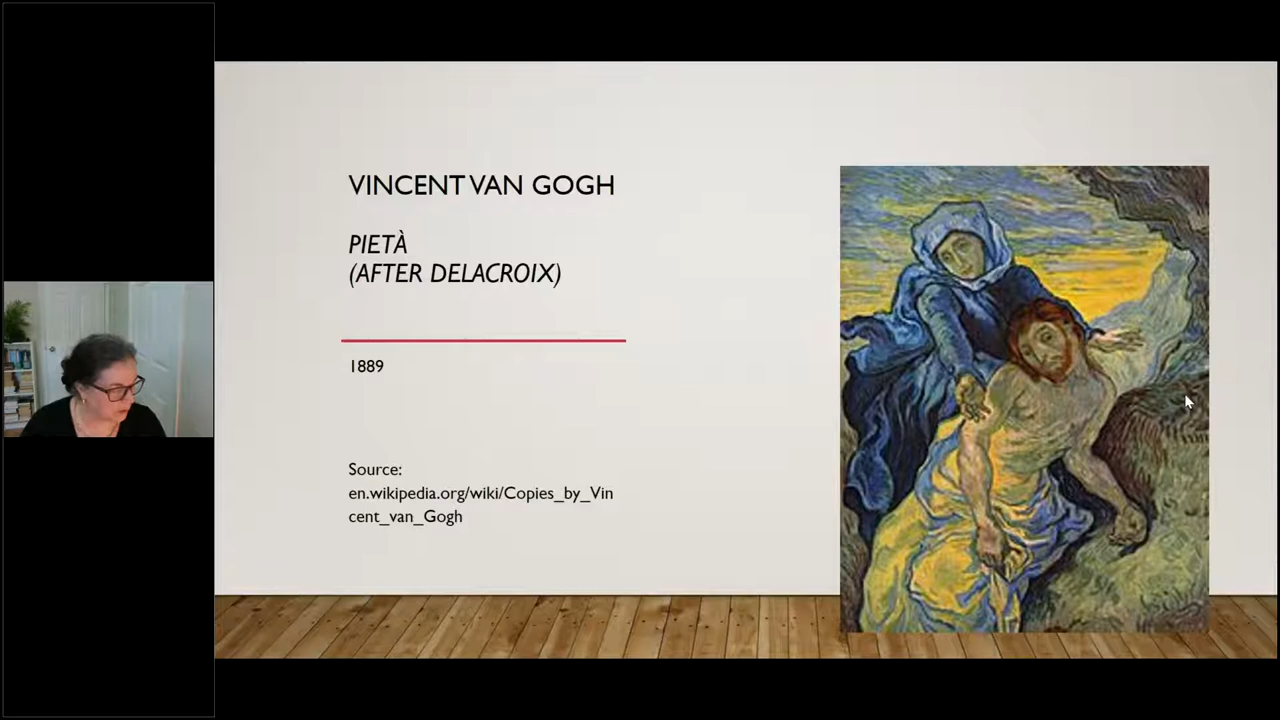 VINCENT VAN GOGH
PIETÀ
(AFTER DELACROIX)
1889
Source:
en.wikipedia.org/wiki/Copies_by_Vin
cent_van_Gogh